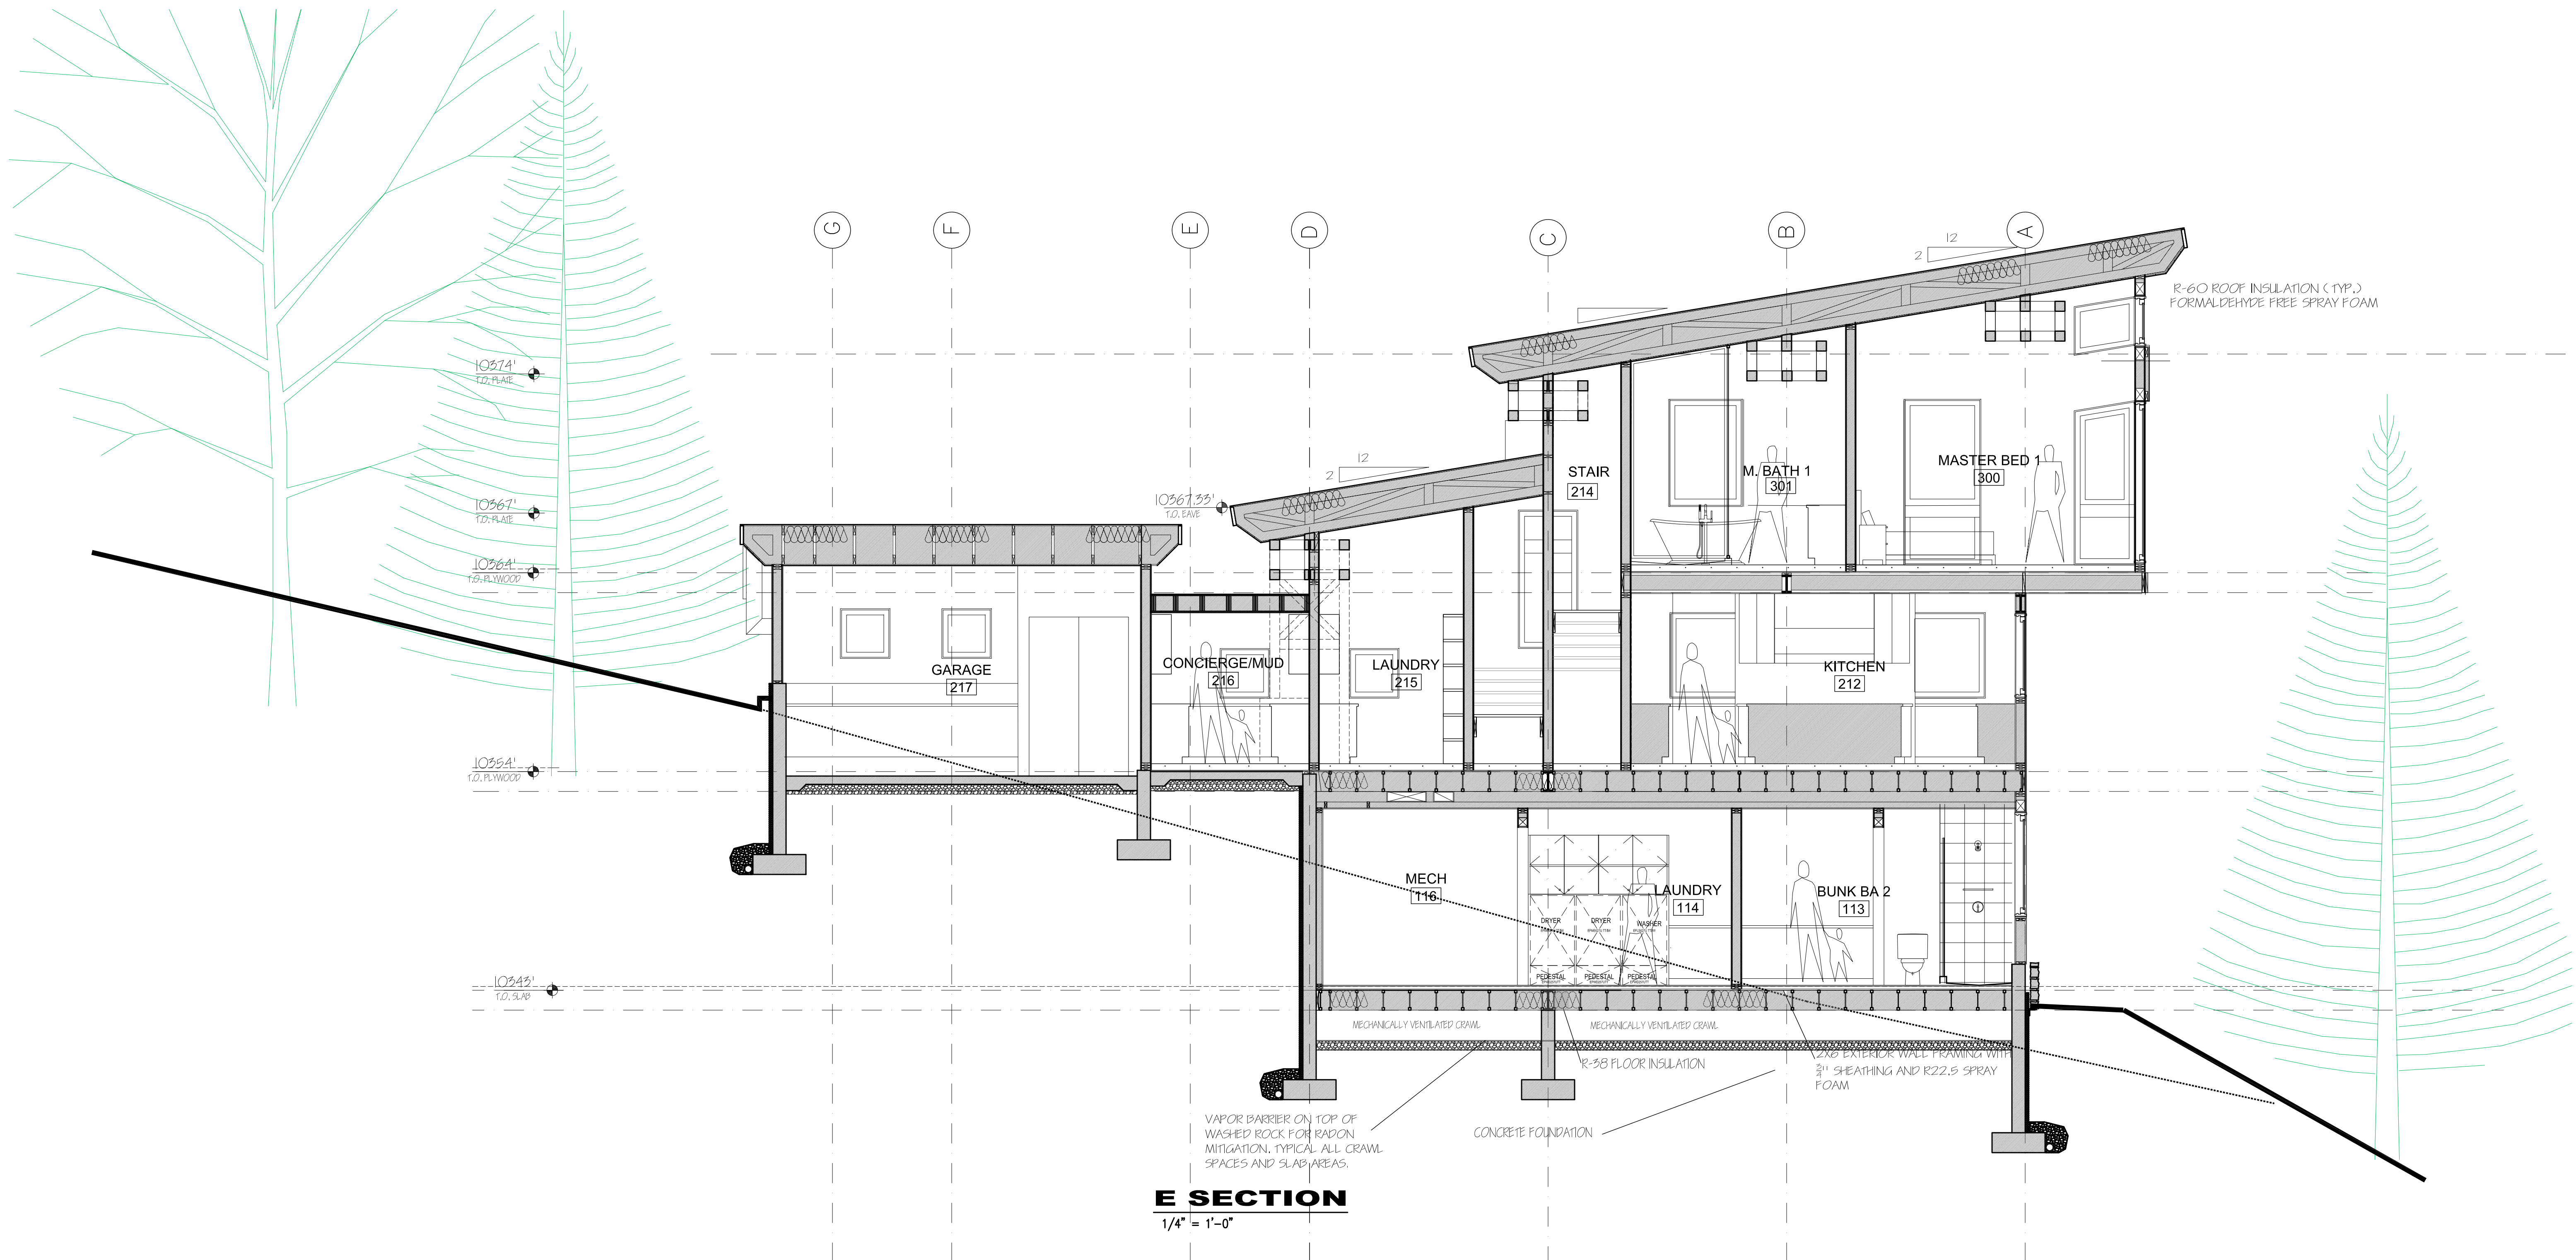 G
F
E
D
C
B
A
12
2
R-60 ROOF INSULATION (TYP.)
FORMALDEHYDE FREE SPRAY FOAM
10374'
T.O. PLATE
12
2
10367.33'
T.O. EAVE
10367'
T.O. PLATE
10364'
T.O. PLYWOOD
10354'
T.O. PLYWOOD
10343'
T.O. SLAB
STAIR
214
M. BATH 1
301
MASTER BED 1
300
GARAGE
217
CONCIERGE/MUD
216
LAUNDRY
215
KITCHEN
212
MECH
116
LAUNDRY
114
BUNK BA 2
113
DRYER
DRYER
WASHER
PEDESTAL
PEDESTAL
PEDESTAL
MECHANICALLY VENTILATED CRAWL
MECHANICALLY VENTILATED CRAWL
R-38 FLOOR INSULATION
2X6 EXTERIOR WALL FRAMING WITH
3/4" SHEATHING AND R22.5 SPRAY
FOAM
VAPOR BARRIER ON TOP OF
WASHED ROCK FOR RADON
MITIGATION. TYPICAL ALL CRAWL
SPACES AND SLAB AREAS.
CONCRETE FOUNDATION
E SECTION
1/4" = 1'-0"